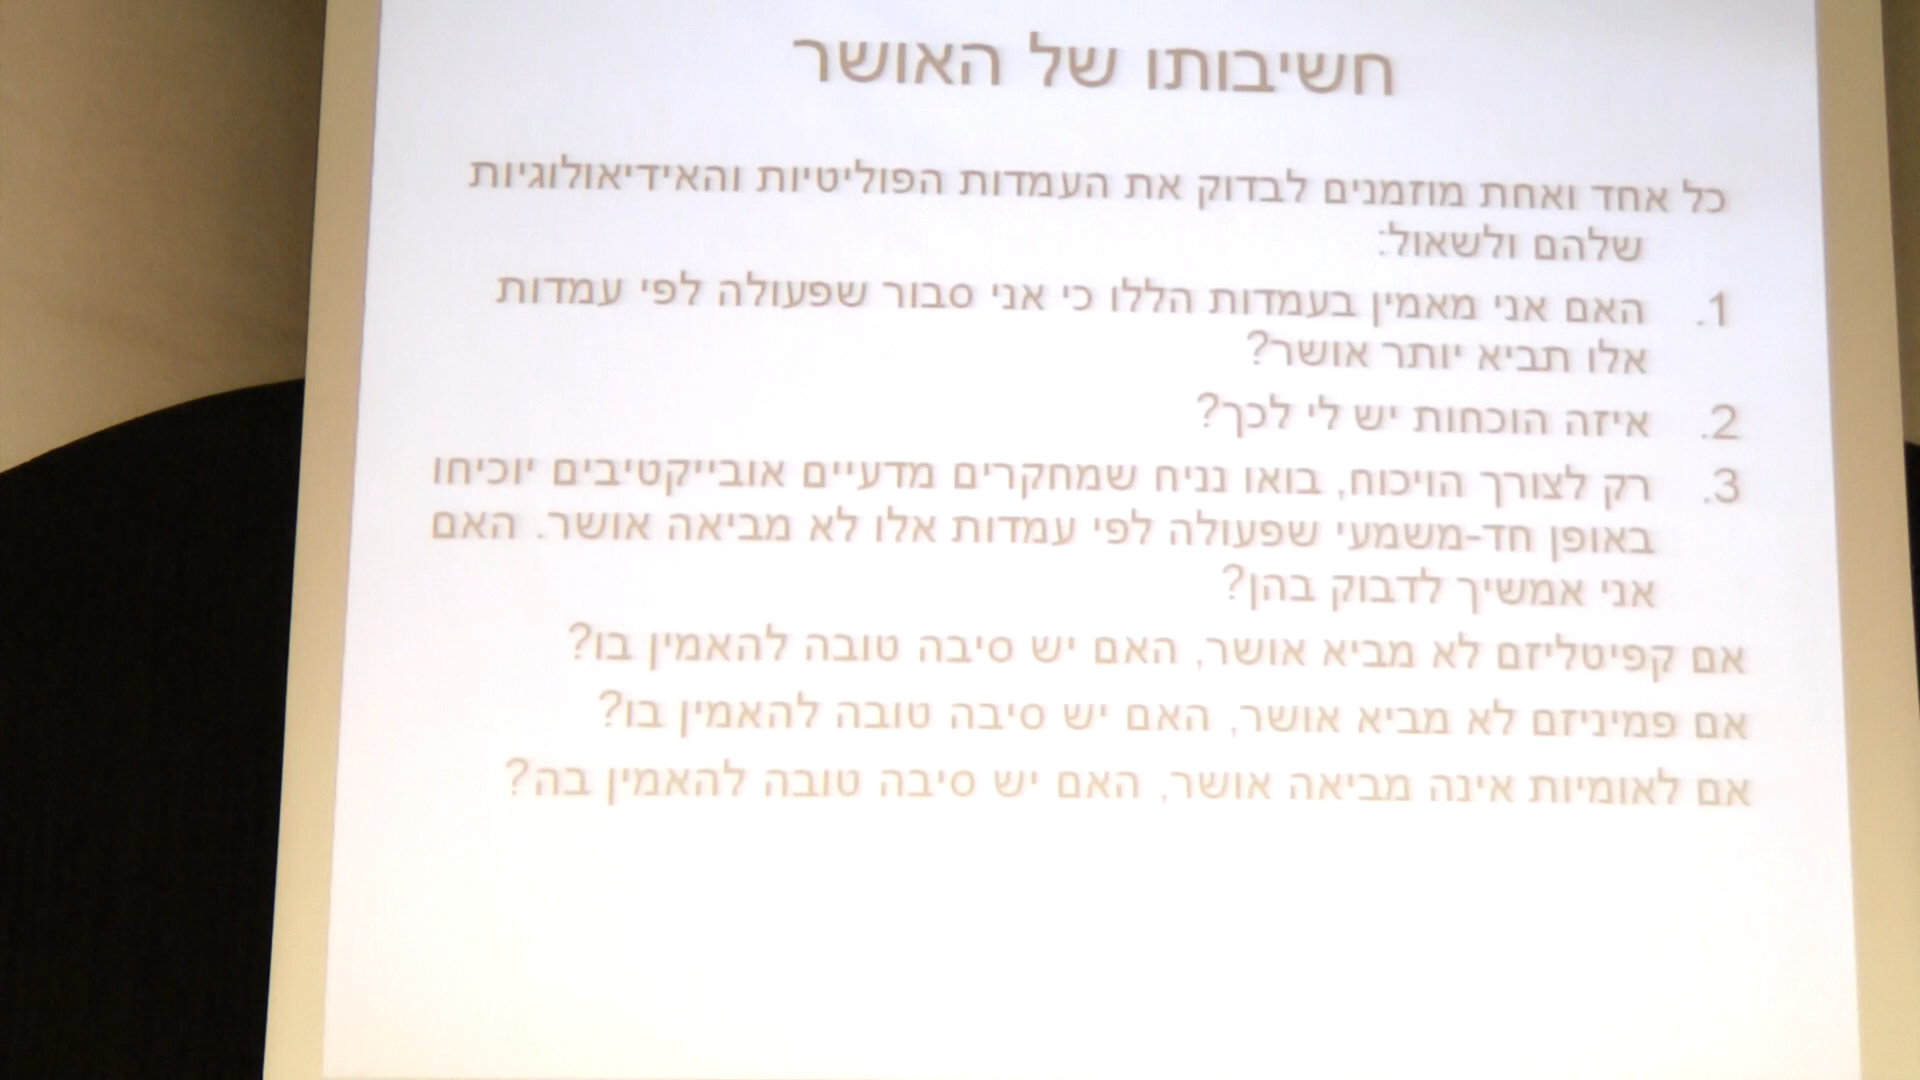 חשיבותו של האושר
כל אחד ואחת מוזמנים לבדוק את העמדות הפוליטיות והאידיאולוגיות
שלהם ולשאול:
1. האם אני מאמין בעמדות הללו כי אני סבור שפעולה לפי עמדות
אלו תביא יותר אושר?
2. איזה הוכחות יש לי לכך?
3. רק לצורך הויכוח, בואו נניח שמחקרים מדעיים אובייקטיבים יוכיחו
באופן חד-משמעי שפעולה לפי עמדות אלו לא מביאה אושר. האם
אני אמשיך לדבוק בהן?
אם קפיטליזם לא מביא אושר, האם יש סיבה טובה להאמין בו?
אם פמיניזם לא מביא אושר, האם יש סיבה טובה להאמין בו?
אם לאומיות אינה מביאה אושר, האם יש סיבה טובה להאמין בה?